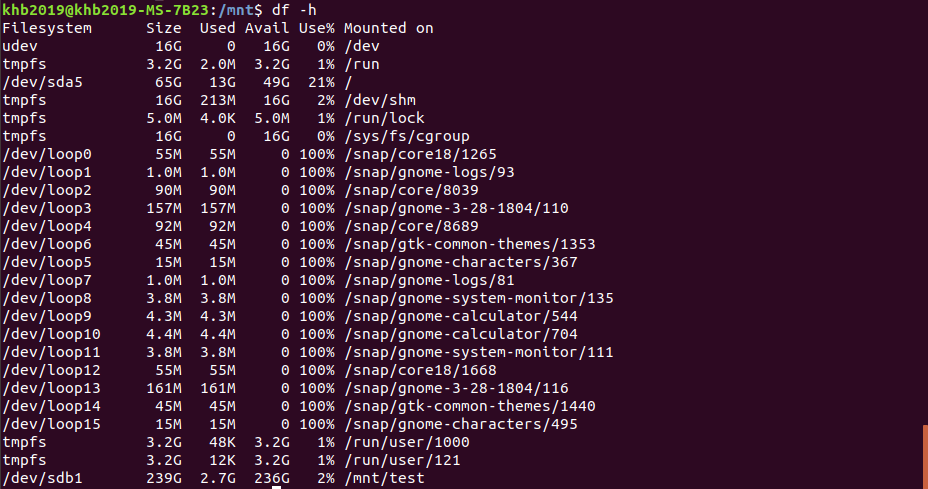 khb2019@khb2019-MS-7B23:/mnt$ df -h
Filesystem      Size  Used Avail Use% Mounted on
udev             16G     0   16G   0% /dev
tmpfs           3.2G  2.0M  3.2G   1% /run
/dev/sda5        65G   13G   49G  21% /
tmpfs            16G  213M   16G   2% /dev/shm
tmpfs           5.0M  4.0K  5.0M   1% /run/lock
tmpfs            16G     0   16G   0% /sys/fs/cgroup
/dev/loop0       55M   55M     0 100% /snap/core18/1265
/dev/loop1      1.0M  1.0M     0 100% /snap/gnome-logs/93
/dev/loop2       90M   90M     0 100% /snap/core/8039
/dev/loop3      157M  157M     0 100% /snap/gnome-3-28-1804/110
/dev/loop4       92M   92M     0 100% /snap/core/8689
/dev/loop6       45M   45M     0 100% /snap/gtk-common-themes/1353
/dev/loop5       15M   15M     0 100% /snap/gnome-characters/367
/dev/loop7      1.0M  1.0M     0 100% /snap/gnome-logs/81
/dev/loop8      3.8M  3.8M     0 100% /snap/gnome-system-monitor/135
/dev/loop9      4.3M  4.3M     0 100% /snap/gnome-calculator/544
/dev/loop10     4.4M  4.4M     0 100% /snap/gnome-calculator/704
/dev/loop11     3.8M  3.8M     0 100% /snap/gnome-system-monitor/111
/dev/loop12      55M   55M     0 100% /snap/core18/1668
/dev/loop13     161M  161M     0 100% /snap/gnome-3-28-1804/116
/dev/loop14      45M   45M     0 100% /snap/gtk-common-themes/1440
/dev/loop15      15M   15M     0 100% /snap/gnome-characters/495
tmpfs           3.2G   48K  3.2G   1% /run/user/1000
tmpfs           3.2G   12K  3.2G   1% /run/user/121
/dev/sdb1       239G  2.7G  236G   2% /mnt/test